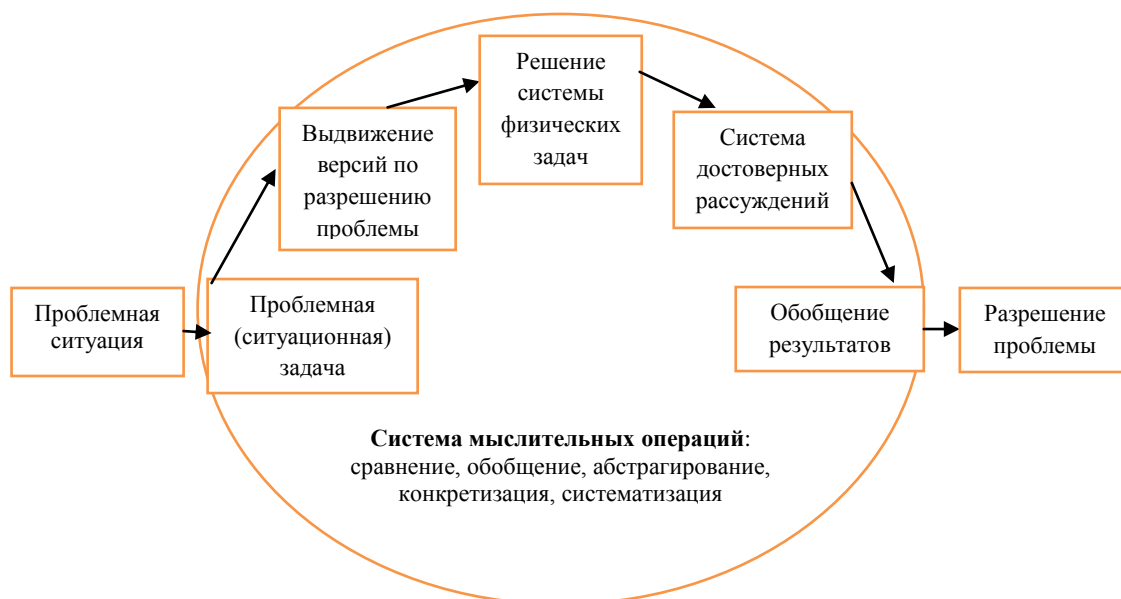 Проблемная
ситуация
Проблемная
(ситуационная)
задача
Выдвижение
версий по
разрешению
проблемы
Решение
системы
физических
задач
Система
достоверных
рассуждений
Обобщение
результатов
Разрешение
проблемы
Система мыслительных операций:
сравнение, обобщение, абстрагирование,
конкретизация, систематизация